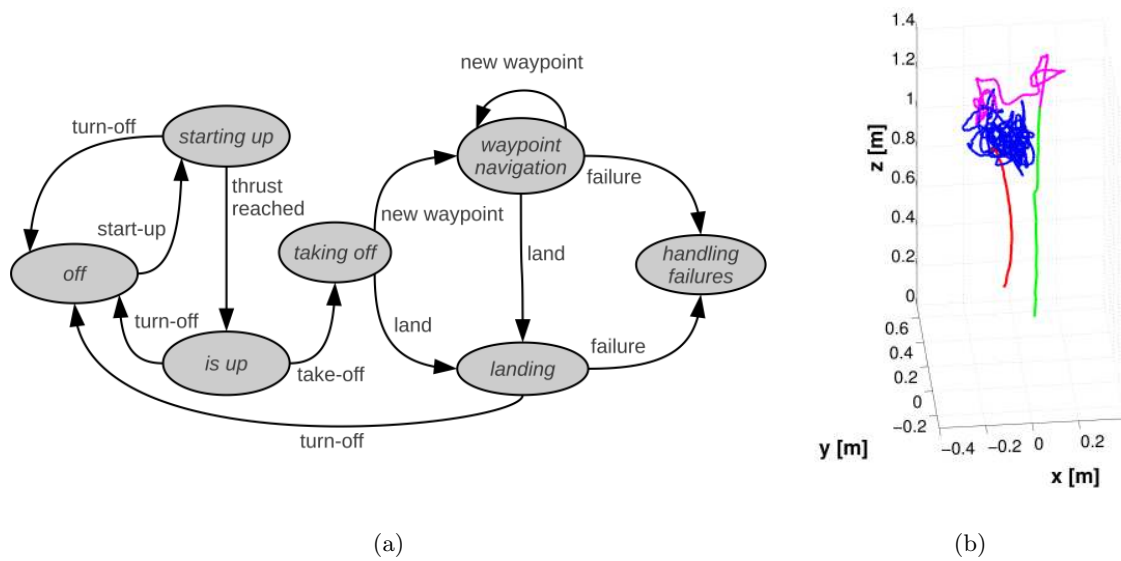 new waypoint
turn-off
starting up
waypoint
navigation
failure
thrust
reached
start-up
new waypoint
taking off
off
land
handling
failures
turn-off
land
is up
take-off
landing
failure
turn-off
(a)
1.4
1.2
1
0.8
0.6
0.4
0.2
0
z [m]
0.6
0.4
0.2
0
−0.2
y [m]
−0.4 −0.2 0 0.2
x [m]
(b)